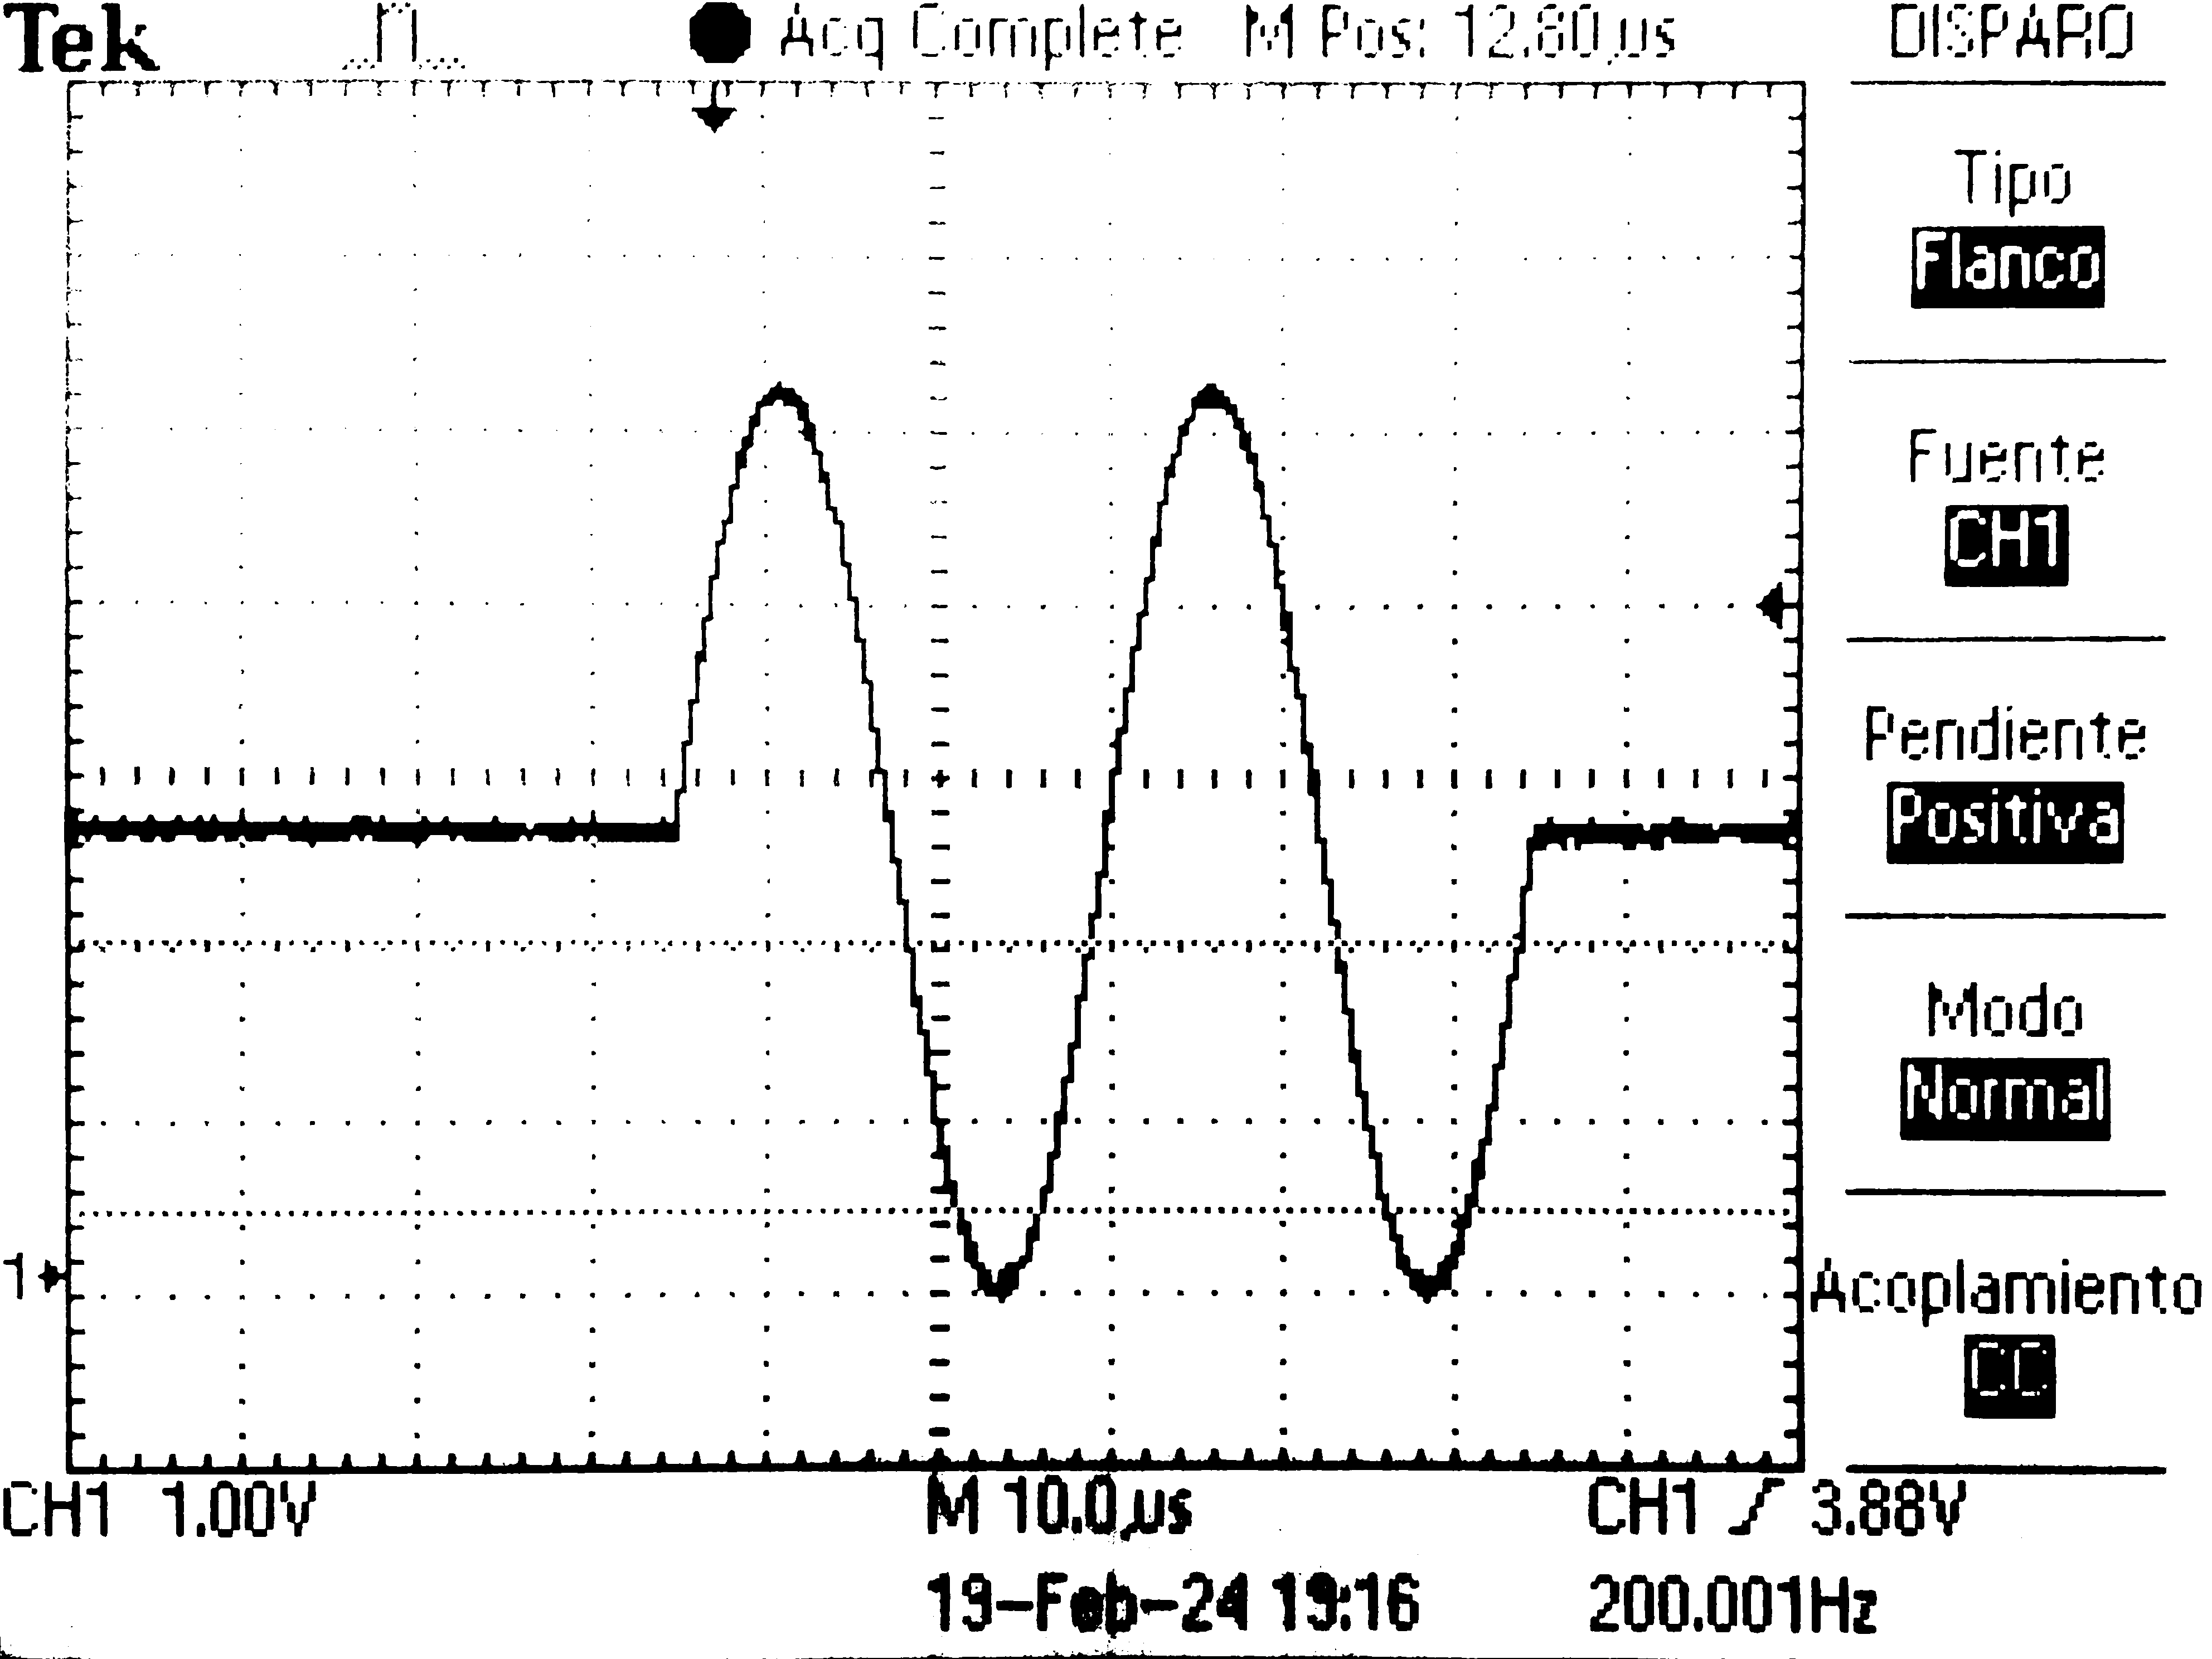 Tek Acq Complete M Pos: 12.80µs DISPARO
Tipo
Flanco
Fuente
CH1
Pendiente
Positiva
Modo
Normal
1
Acoplamiento
CC
CH1 1.00V M 10.0µs CH1 3.88V
19-Feb-24 19:16 200.001Hz